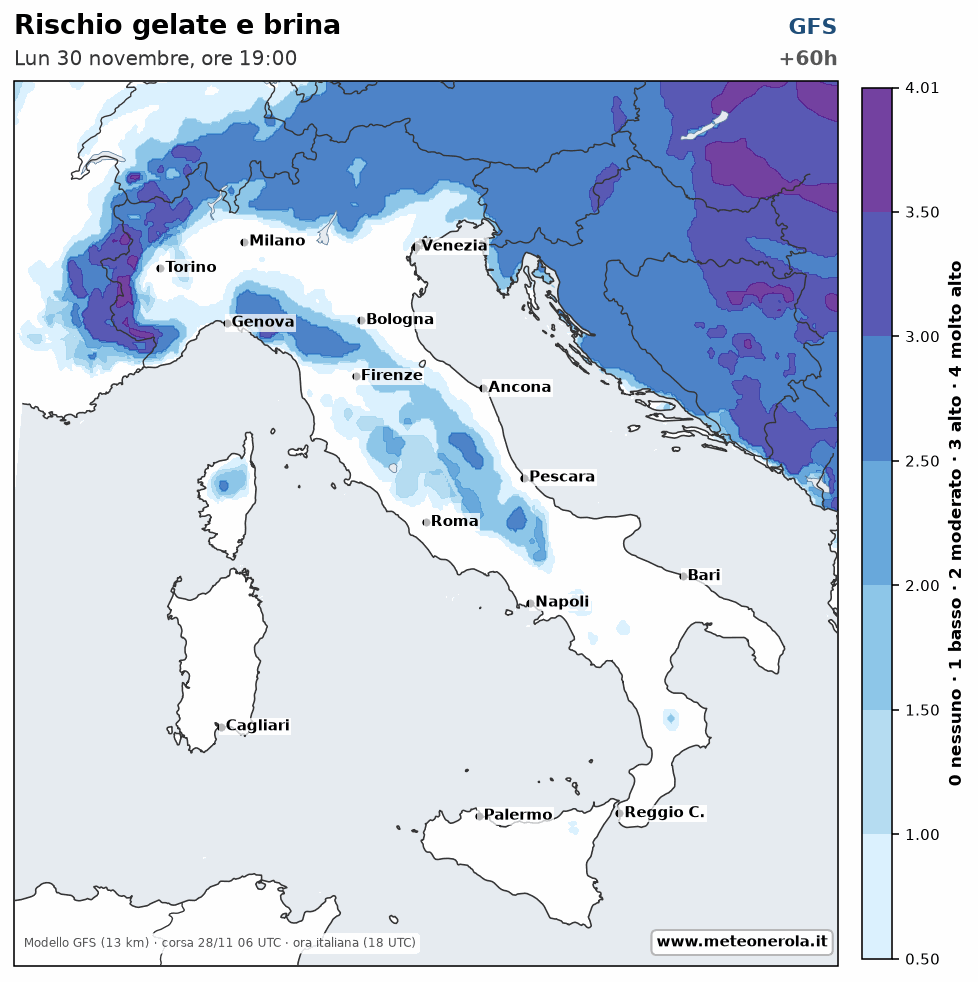 Rischio gelate e brina
GFS
Lun 30 novembre, ore 19:00
+60h
4.01
3.50
3.00
2.50
2.00
1.50
1.00
0.50
0 nessuno · 1 basso · 2 moderato · 3 alto · 4 molto alto
Milano
Venezia
Torino
Genova
Bologna
Firenze
Ancona
Pescara
Roma
Bari
Napoli
Cagliari
Palermo
Reggio C.
Modello GFS (13 km) · corsa 28/11 06 UTC · ora italiana (18 UTC)
www.meteonerola.it